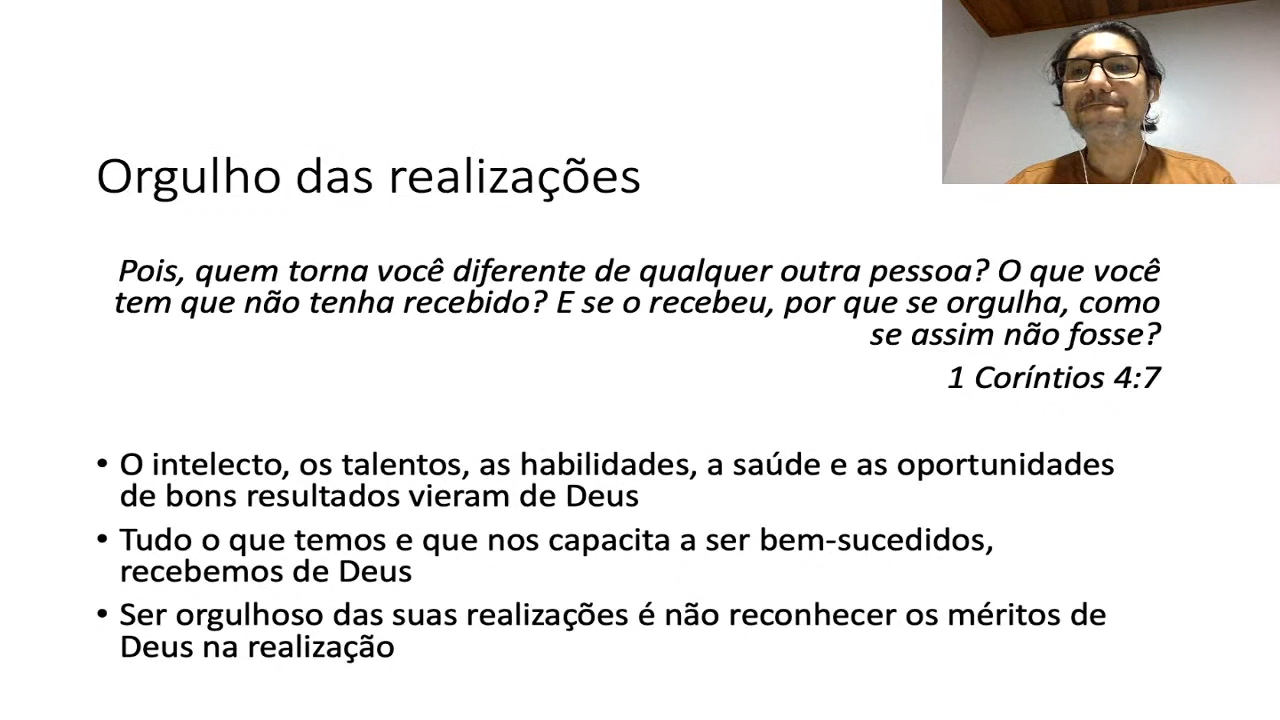 Orgulho das realizações
Pois, quem torna você diferente de qualquer outra pessoa? O que você
tem que não tenha recebido? E se o recebeu, por que se orgulha, como
se assim não fosse?
1 Coríntios 4:7
• O intelecto, os talentos, as habilidades, a saúde e as oportunidades
de bons resultados vieram de Deus
• Tudo o que temos e que nos capacita a ser bem-sucedidos,
recebemos de Deus
• Ser orgulhoso das suas realizações é não reconhecer os méritos de
Deus na realização